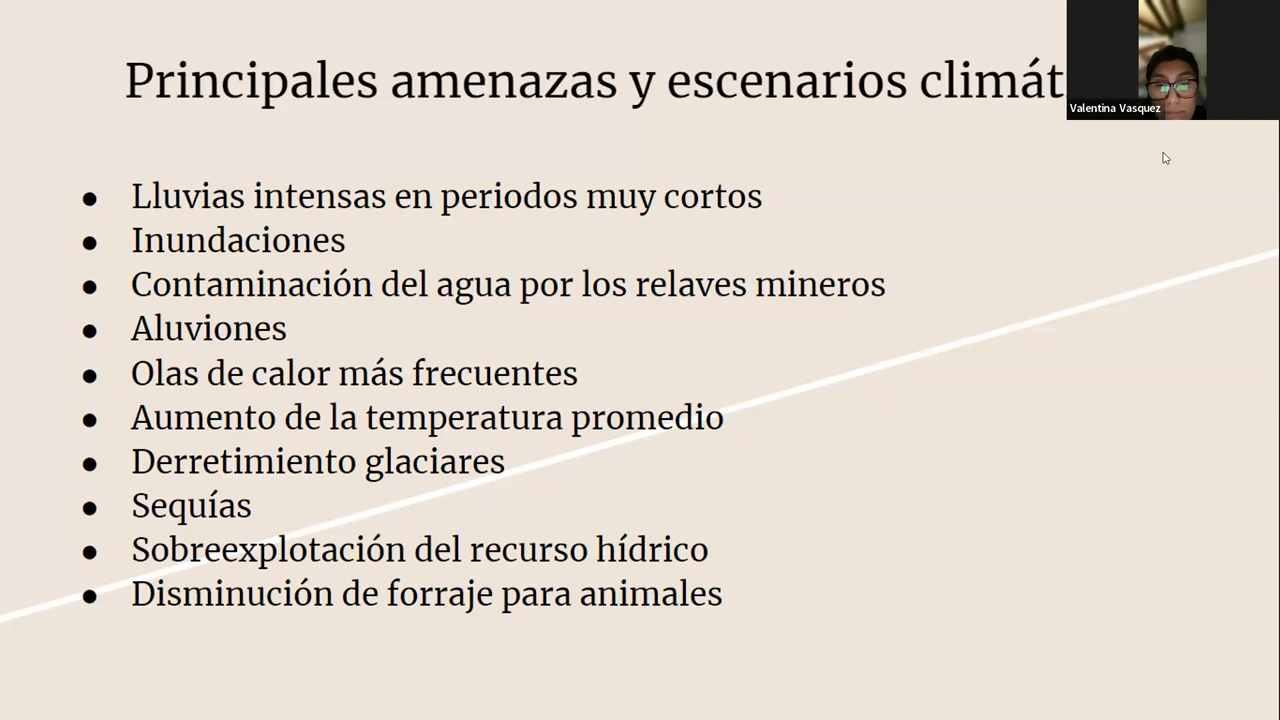 Principales amenazas y escenarios climát
Valentina Vasquez
● Lluvias intensas en periodos muy cortos
● Inundaciones
● Contaminación del agua por los relaves mineros
● Aluviones
● Olas de calor más frecuentes
● Aumento de la temperatura promedio
● Derretimiento glaciares
● Sequías
● Sobreexplotación del recurso hídrico
● Disminución de forraje para animales